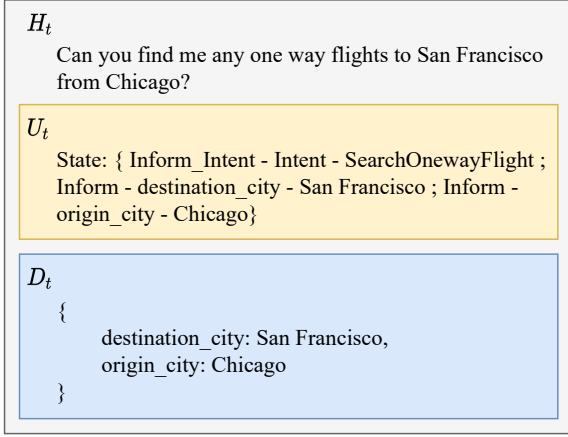 H_t
Can you find me any one way flights to San Francisco
from Chicago?
U_t
State: { Inform_Intent - Intent - SearchOnewayFlight ;
Inform - destination_city - San Francisco ; Inform -
origin_city - Chicago}
D_t
{
destination_city: San Francisco,
origin_city: Chicago
}